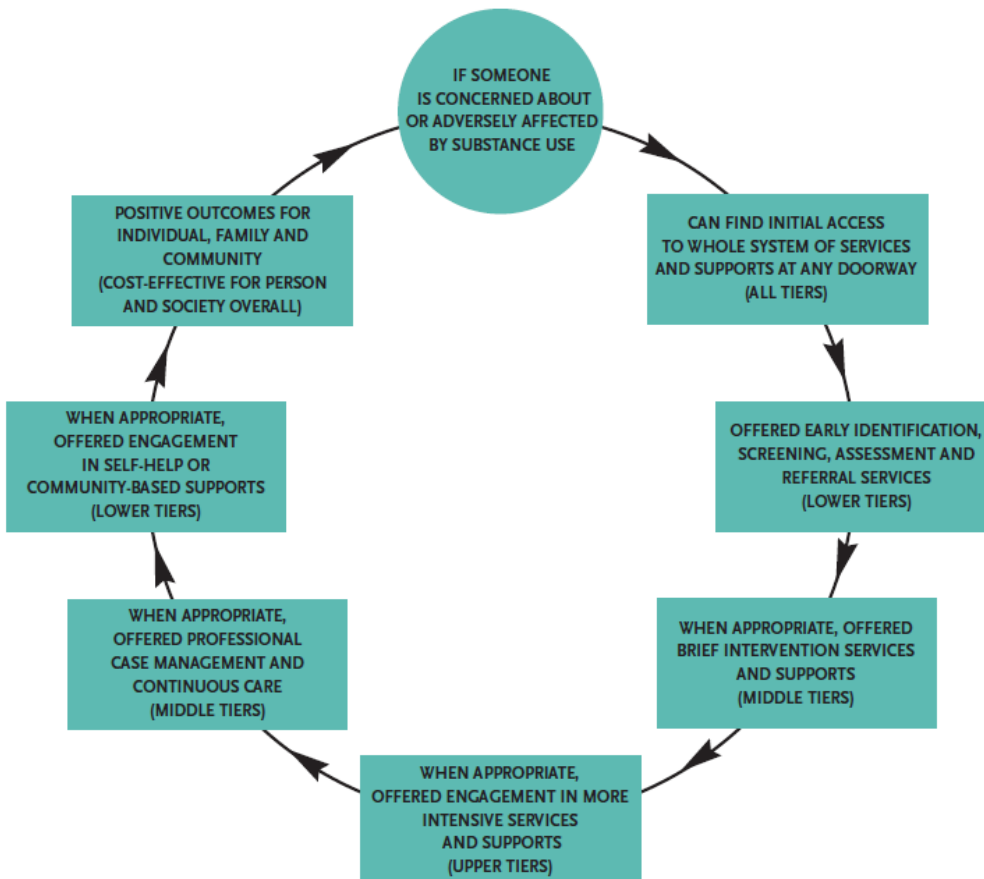 IF SOMEONE
IS CONCERNED ABOUT
OR ADVERSELY AFFECTED
BY SUBSTANCE USE
CAN FIND INITIAL ACCESS
TO WHOLE SYSTEM OF SERVICES
AND SUPPORTS AT ANY DOORWAY
(ALL TIERS)
OFFERED EARLY IDENTIFICATION,
SCREENING, ASSESSMENT AND
REFERRAL SERVICES
(LOWER TIERS)
WHEN APPROPRIATE, OFFERED
BRIEF INTERVENTION SERVICES
AND SUPPORTS
(MIDDLE TIERS)
WHEN APPROPRIATE,
OFFERED ENGAGEMENT IN MORE
INTENSIVE SERVICES
AND SUPPORTS
(UPPER TIERS)
WHEN APPROPRIATE,
OFFERED PROFESSIONAL
CASE MANAGEMENT AND
CONTINUOUS CARE
(MIDDLE TIERS)
WHEN APPROPRIATE,
OFFERED ENGAGEMENT
IN SELF-HELP OR
COMMUNITY-BASED SUPPORTS
(LOWER TIERS)
POSITIVE OUTCOMES FOR
INDIVIDUAL, FAMILY AND
COMMUNITY
(COST-EFFECTIVE FOR PERSON
AND SOCIETY OVERALL)